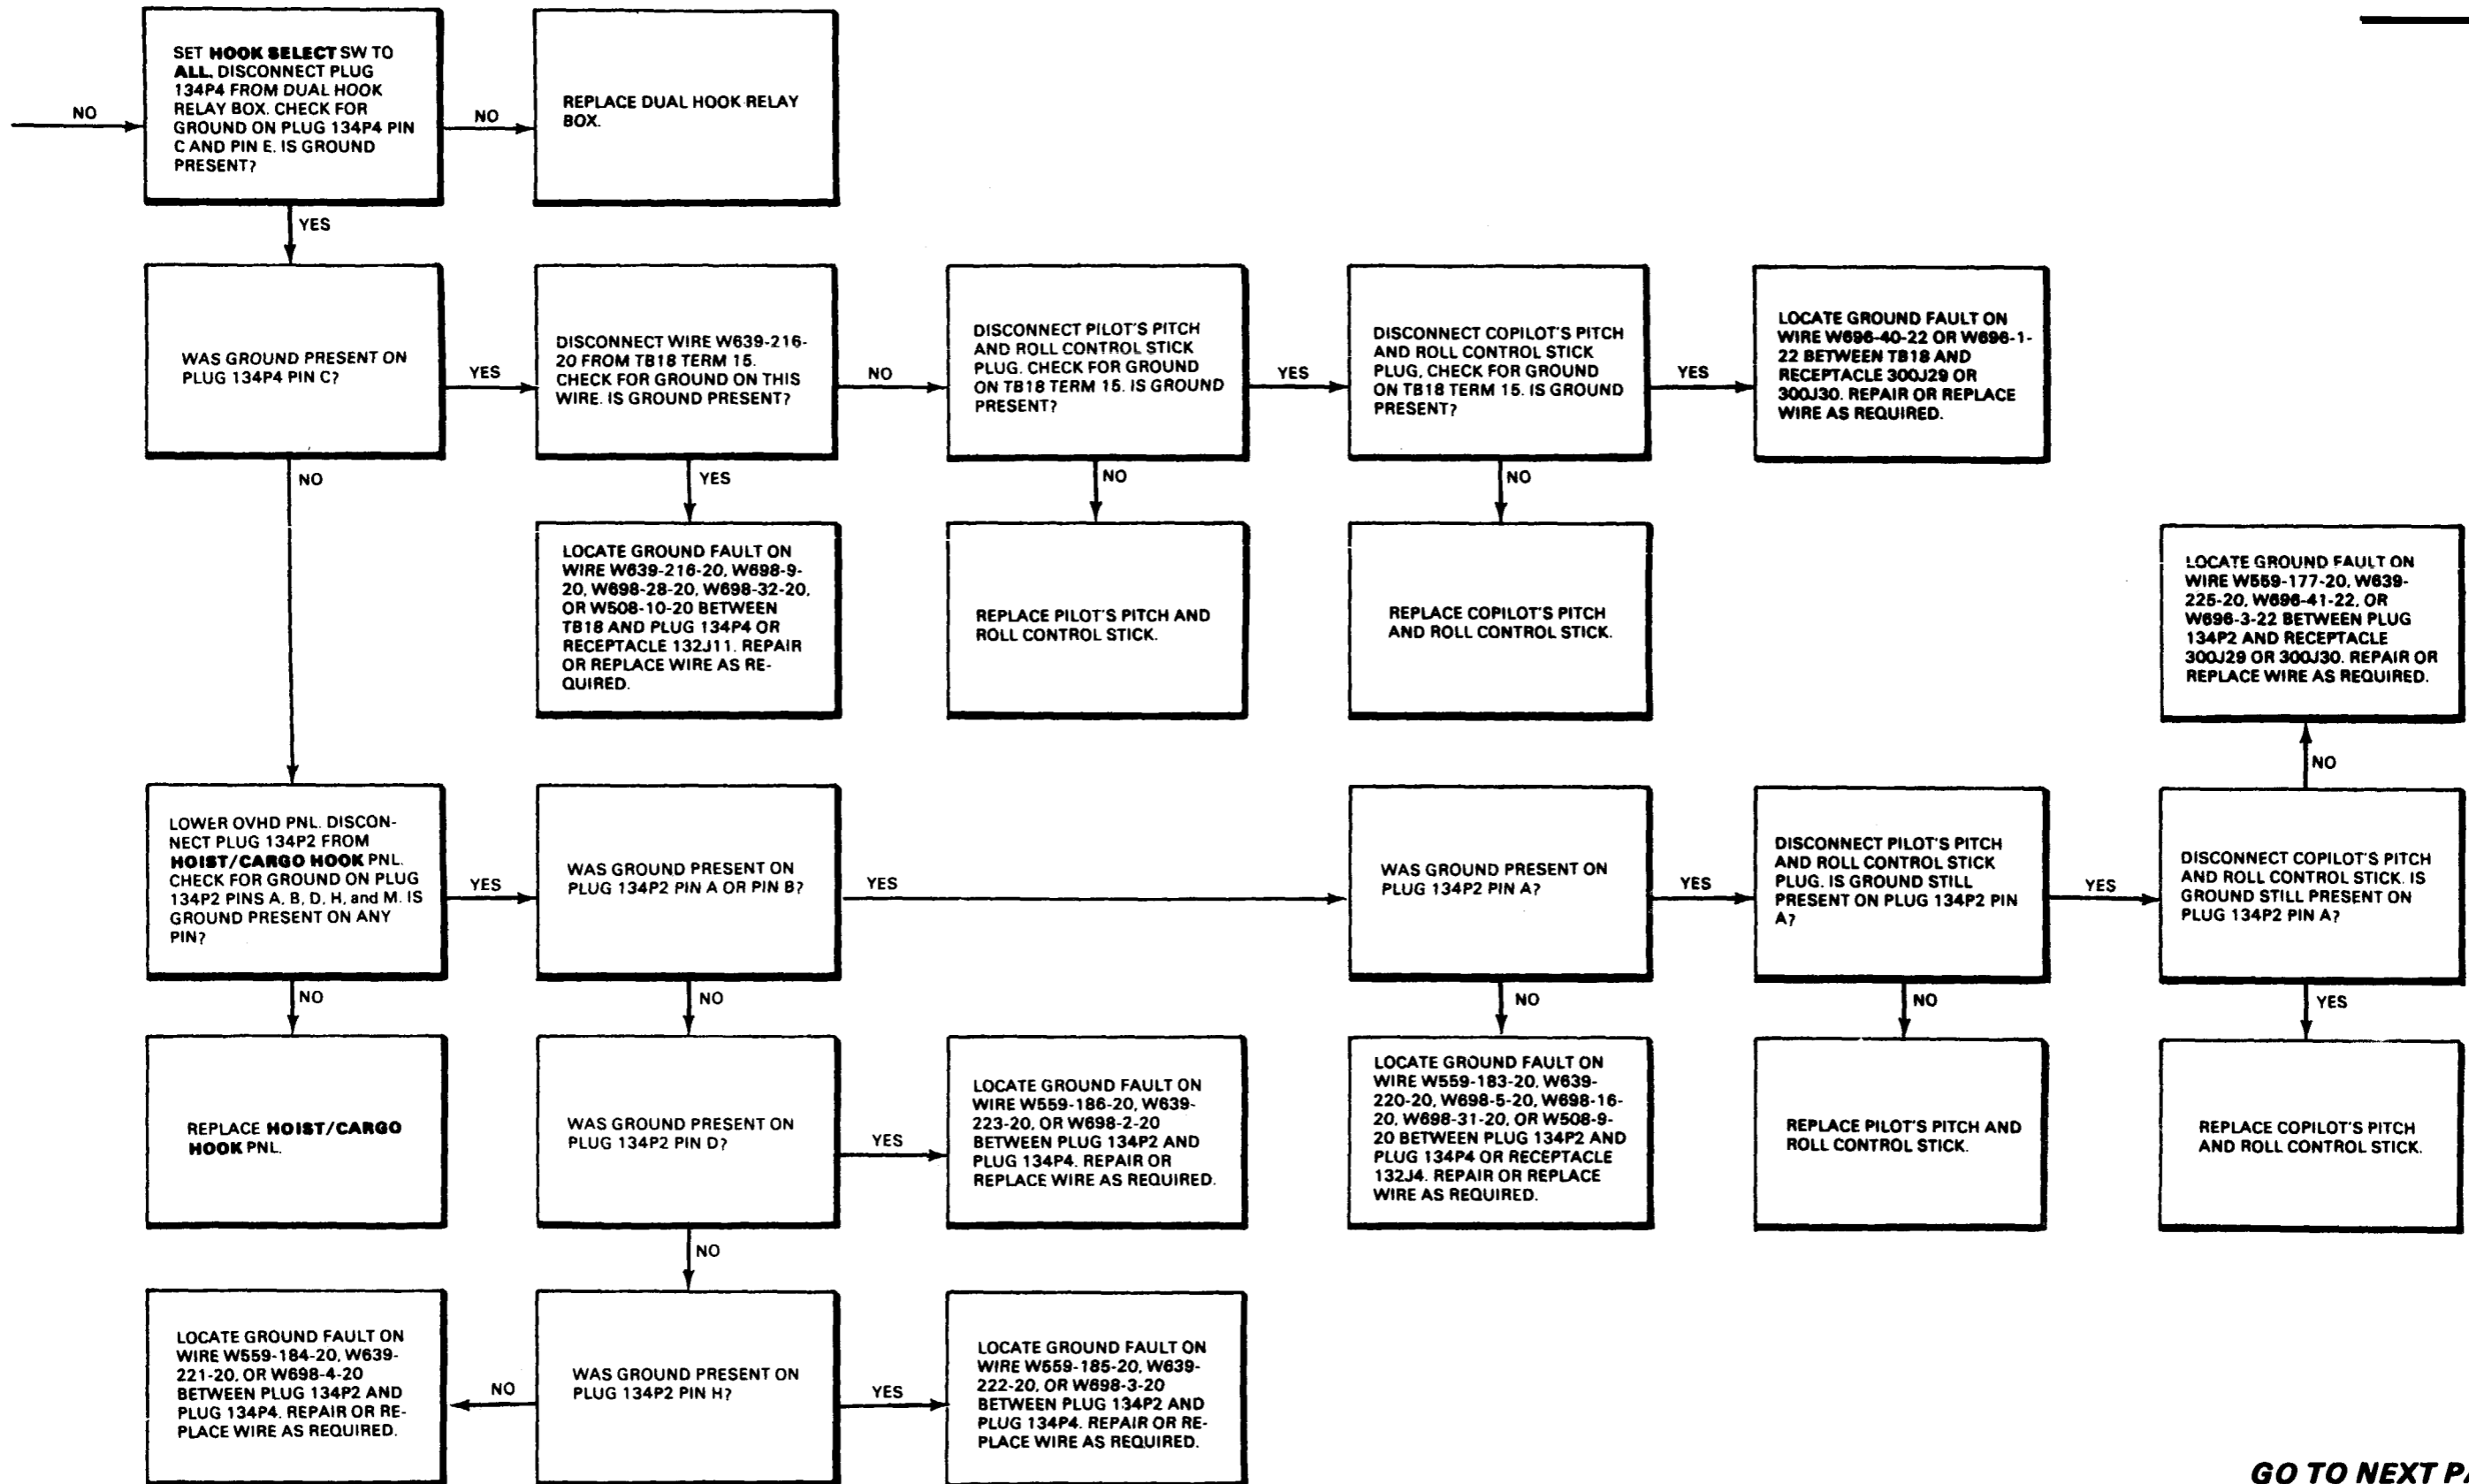 NO
SET HOOK SELECT SW TO
ALL. DISCONNECT PLUG
134P4 FROM DUAL HOOK
RELAY BOX. CHECK FOR
GROUND ON PLUG 134P4 PIN
C AND PIN E. IS GROUND
PRESENT?
NO
REPLACE DUAL HOOK RELAY
BOX.
YES
WAS GROUND PRESENT ON
PLUG 134P4 PIN C?
YES
DISCONNECT WIRE W639-216-
20 FROM TB18 TERM 15.
CHECK FOR GROUND ON THIS
WIRE. IS GROUND PRESENT?
NO
DISCONNECT PILOT'S PITCH
AND ROLL CONTROL STICK
PLUG. CHECK FOR GROUND
ON TB18 TERM 15. IS GROUND
PRESENT?
YES
DISCONNECT COPILOT'S PITCH
AND ROLL CONTROL STICK
PLUG, CHECK FOR GROUND
ON TB18 TERM 15. IS GROUND
PRESENT?
YES
LOCATE GROUND FAULT ON
WIRE W696-40-22 OR W696-1-
22 BETWEEN TB18 AND
RECEPTACLE 300J29 OR
300J30. REPAIR OR REPLACE
WIRE AS REQUIRED.
NO
YES
NO
NO
LOCATE GROUND FAULT ON
WIRE W639-216-20, W698-9-
20, W698-28-20, W698-32-20,
OR W508-10-20 BETWEEN
TB18 AND PLUG 134P4 OR
RECEPTACLE 132J11. REPAIR
OR REPLACE WIRE AS RE-
QUIRED.
REPLACE PILOT'S PITCH AND
ROLL CONTROL STICK.
REPLACE COPILOT'S PITCH
AND ROLL CONTROL STICK.
LOCATE GROUND FAULT ON
WIRE W559-177-20, W639-
225-20, W696-41-22, OR
W696-3-22 BETWEEN PLUG
134P2 AND RECEPTACLE
300J29 OR 300J30. REPAIR OR
REPLACE WIRE AS REQUIRED.
NO
LOWER OVHD PNL. DISCON-
NECT PLUG 134P2 FROM
HOIST/CARGO HOOK PNL.
CHECK FOR GROUND ON PLUG
134P2 PINS A, B, D, H, and M. IS
GROUND PRESENT ON ANY
PIN?
YES
WAS GROUND PRESENT ON
PLUG 134P2 PIN A OR PIN B?
YES
WAS GROUND PRESENT ON
PLUG 134P2 PIN A?
YES
DISCONNECT PILOT'S PITCH
AND ROLL CONTROL STICK
PLUG. IS GROUND STILL
PRESENT ON PLUG 134P2 PIN
A?
YES
DISCONNECT COPILOT'S PITCH
AND ROLL CONTROL STICK. IS
GROUND STILL PRESENT ON
PLUG 134P2 PIN A?
NO
NO
NO
NO
YES
REPLACE HOIST/CARGO
HOOK PNL.
WAS GROUND PRESENT ON
PLUG 134P2 PIN D?
YES
LOCATE GROUND FAULT ON
WIRE W559-186-20, W639-
223-20, OR W698-2-20
BETWEEN PLUG 134P2 AND
PLUG 134P4. REPAIR OR
REPLACE WIRE AS REQUIRED.
LOCATE GROUND FAULT ON
WIRE W559-183-20, W639-
220-20, W698-5-20, W698-16-
20, W698-31-20, OR W508-9-
20 BETWEEN PLUG 134P2 AND
PLUG 134P4 OR RECEPTACLE
132J4. REPAIR OR REPLACE
WIRE AS REQUIRED.
REPLACE PILOT'S PITCH AND
ROLL CONTROL STICK.
REPLACE COPILOT'S PITCH
AND ROLL CONTROL STICK.
NO
LOCATE GROUND FAULT ON
WIRE W559-184-20, W639-
221-20, OR W698-4-20
BETWEEN PLUG 134P2 AND
PLUG 134P4. REPAIR OR RE-
PLACE WIRE AS REQUIRED.
NO
WAS GROUND PRESENT ON
PLUG 134P2 PIN H?
YES
LOCATE GROUND FAULT ON
WIRE W559-185-20, W639-
222-20, OR W698-3-20
BETWEEN PLUG 134P2 AND
PLUG 134P4. REPAIR OR RE-
PLACE WIRE AS REQUIRED.
GO TO NEXT PA